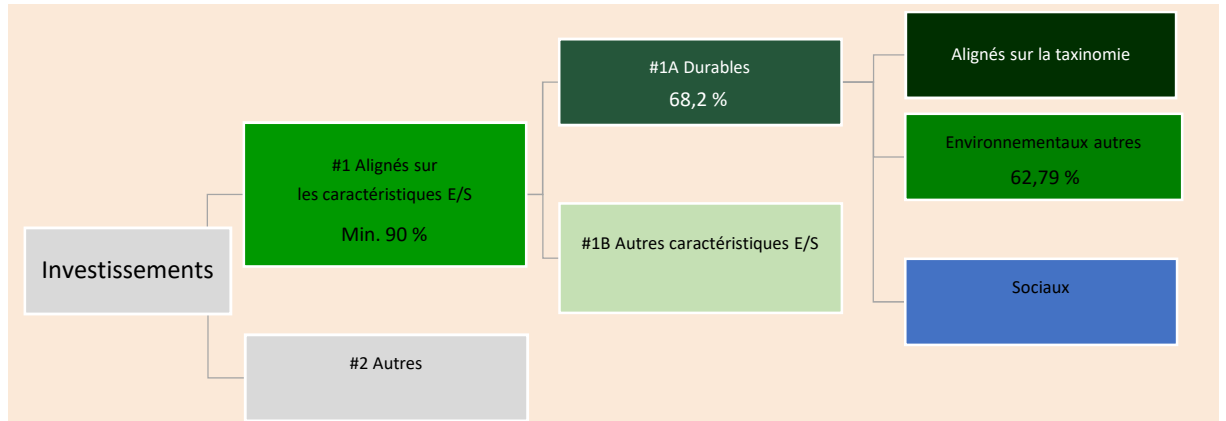 Investissements
#1 Alignés sur
les caractéristiques E/S
Min. 90 %
#2 Autres
#1A Durables
68,2 %
#1B Autres caractéristiques E/S
Alignés sur la taxinomie
Environnementaux autres
62,79 %
Sociaux